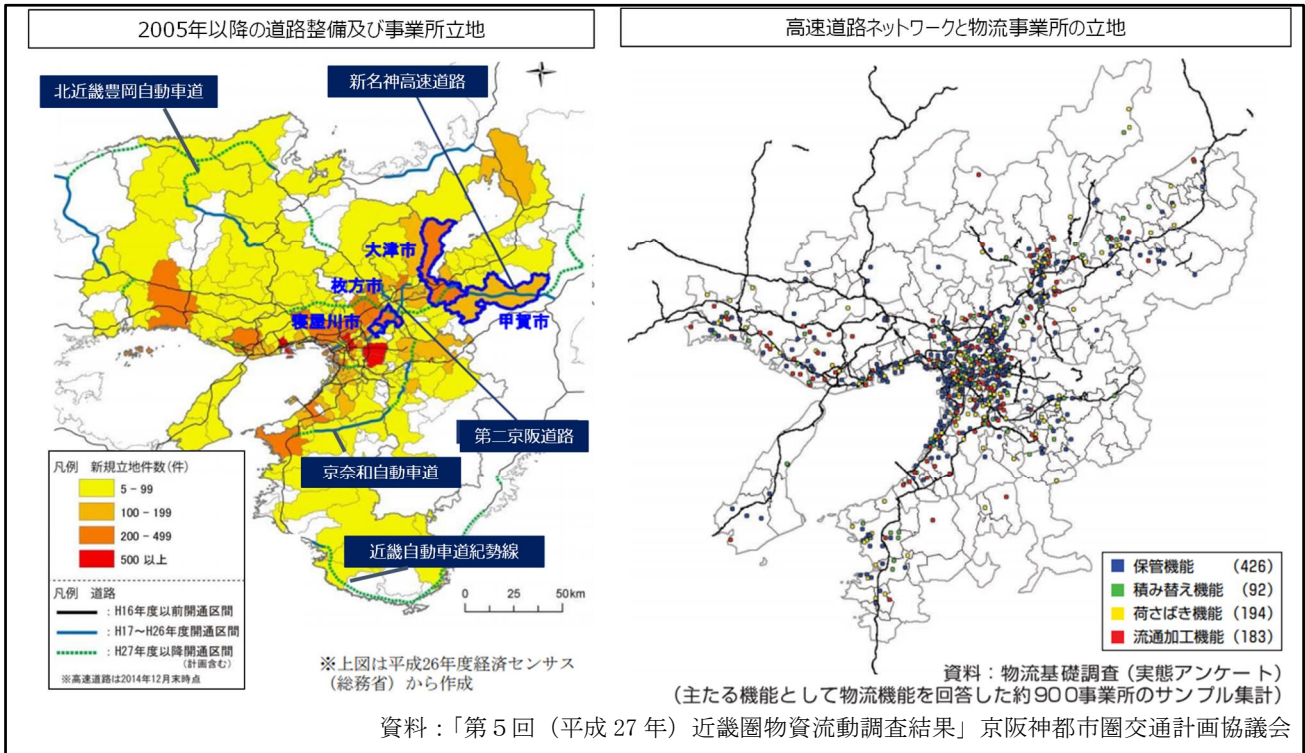 2005年以降の道路整備及び事業所立地
高速道路ネットワークと物流事業所の立地
北近畿豊岡自動車道
新名神高速道路
大津市
枚方市
寝屋川市
甲賀市
第二京阪道路
京奈和自動車道
近畿自動車道紀勢線
凡例 新規立地件数(件)
5 - 99
100 - 199
200 - 499
500 以上
凡例 道路
：H16年度以前開通区間
：H17～H26年度開通区間
：H27年度以降開通区間
(計画含む)
※高速道路は2014年12月末時点
0 25 50km
※上図は平成26年度経済センサス
（総務省）から作成
保管機能 (426)
積み替え機能 (92)
荷さばき機能 (194)
流通加工機能 (183)
資料：物流基礎調査（実態アンケート）
（主たる機能として物流機能を回答した約900事業所のサンプル集計）
資料：「第５回（平成 27 年）近畿圏物資流動調査結果」京阪神都市圏交通計画協議会